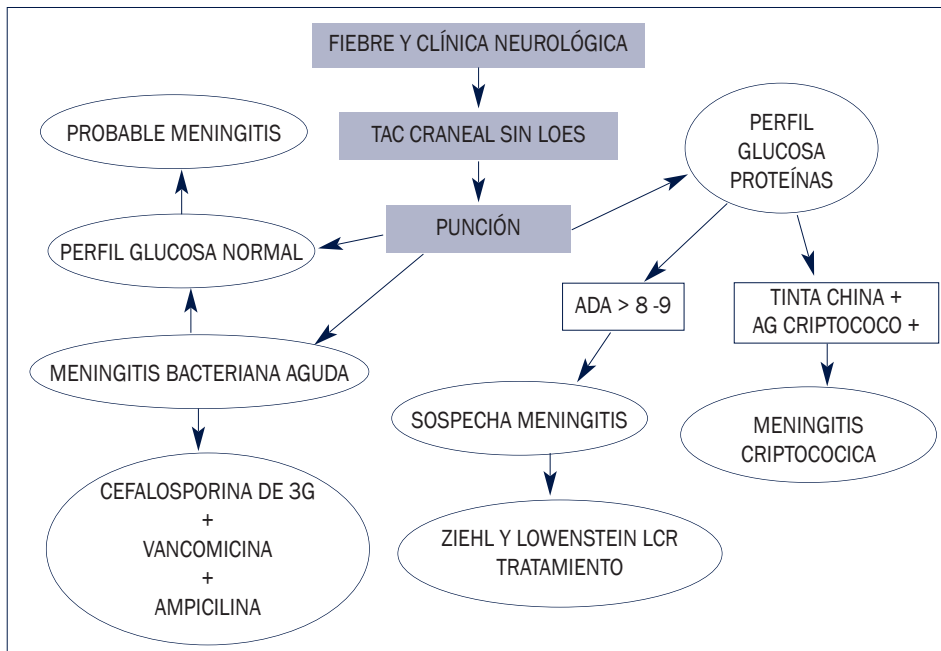 FIEBRE Y CLÍNICA NEUROLÓGICA
TAC CRANEAL SIN LOES
PUNCIÓN
PROBABLE MENINGITIS
PERFIL GLUCOSA NORMAL
MENINGITIS BACTERIANA AGUDA
CEFALOSPORINA DE 3G
+
VANCOMICINA
+
AMPICILINA
PERFIL
GLUCOSA
PROTEÍNAS
ADA > 8 -9
SOSPECHA MENINGITIS
ZIEHL Y LOWENSTEIN LCR
TRATAMIENTO
TINTA CHINA +
AG CRIPTOCOCO +
MENINGITIS
CRIPTOCOCICA